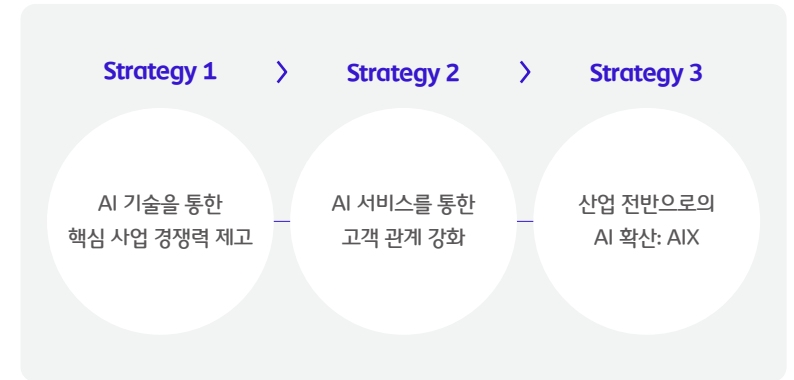 Strategy 1 > Strategy 2 > Strategy 3
AI 기술을 통한
핵심 사업 경쟁력 제고
AI 서비스를 통한
고객 관계 강화
산업 전반으로의
AI 확산: AIX